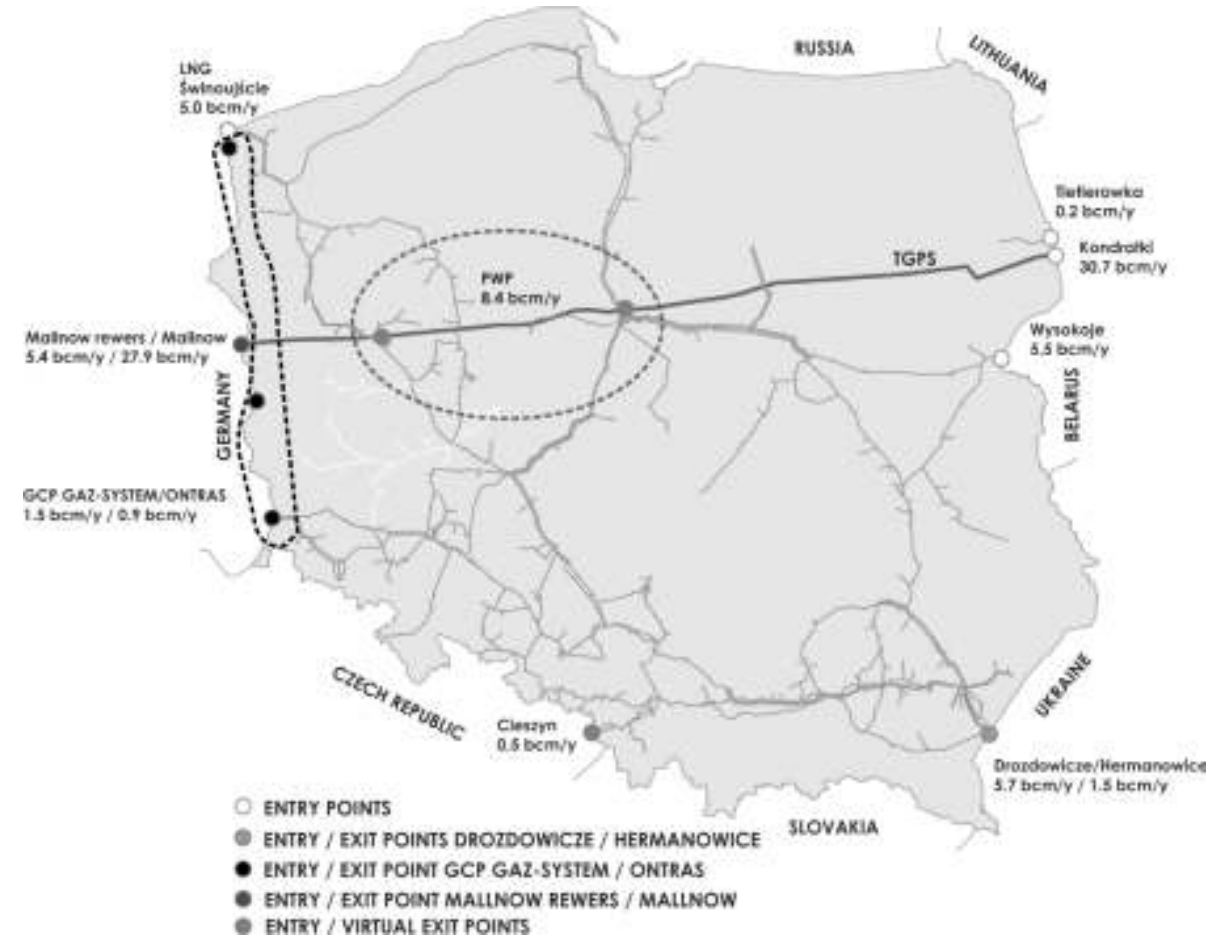 RUSSIA
LITHUANIA
LNG
Świnoujście
5.0 bcm/y
Tietierowka
0.2 bcm/y
Kondratki
30.7 bcm/y
TGPS
PWP
8.4 bcm/y
Wysokoje
5.5 bcm/y
Mallnow rewers / Mallnow
5.4 bcm/y / 27.9 bcm/y
GERMANY
BELARUS
GCP GAZ-SYSTEM/ONTRAS
1.5 bcm/y / 0.9 bcm/y
CZECH REPUBLIC
UKRAINE
Cieszyn
0.5 bcm/y
Drozdowicze/Hermanowice
5.7 bcm/y / 1.5 bcm/y
SLOVAKIA
ENTRY POINTS
ENTRY / EXIT POINTS DROZDOWICZE / HERMANOWICE
ENTRY / EXIT POINT GCP GAZ-SYSTEM / ONTRAS
ENTRY / EXIT POINT MALLNOW REWERS / MALLNOW
ENTRY / VIRTUAL EXIT POINTS